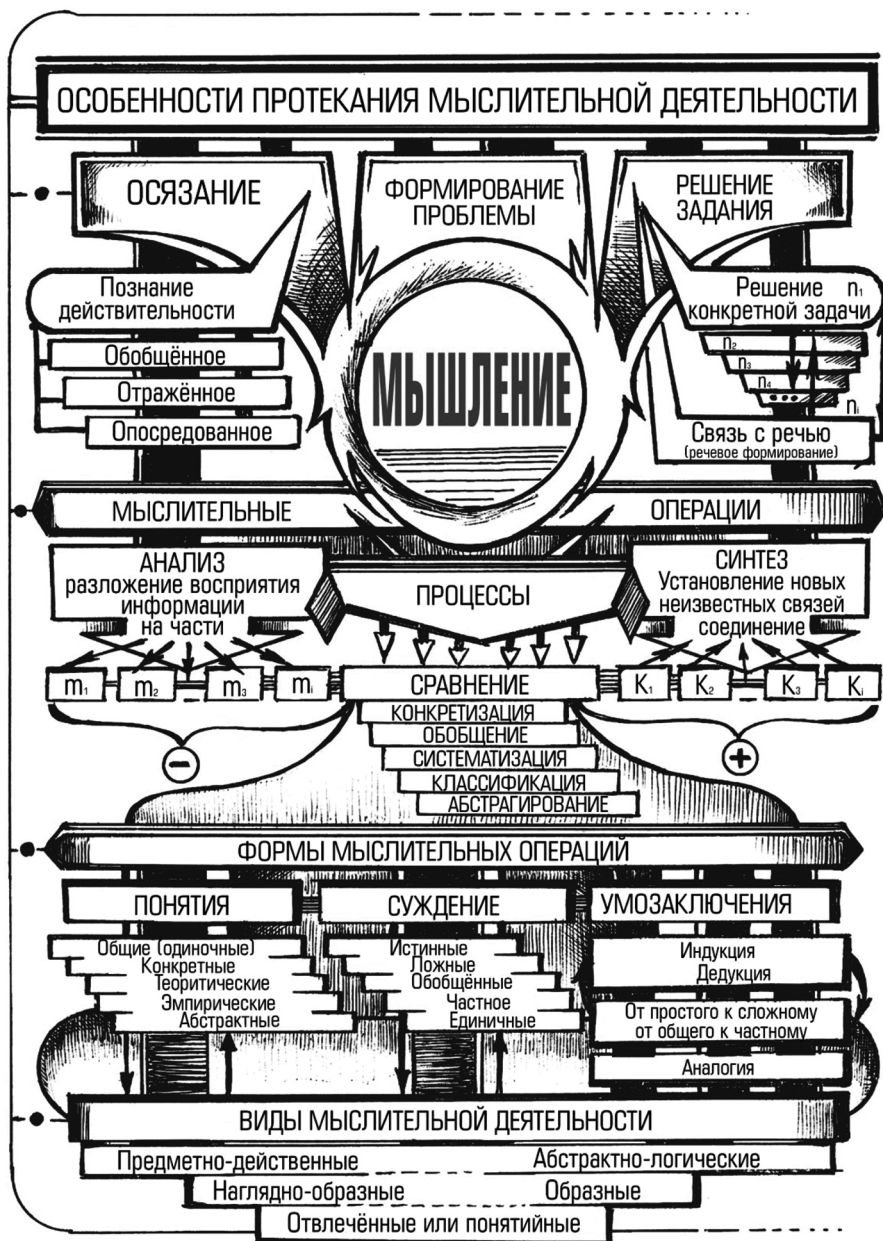 ОСОБЕННОСТИ ПРОТЕКАНИЯ МЫСЛИТЕЛЬНОЙ ДЕЯТЕЛЬНОСТИ
ОСЯЗАНИЕ
ФОРМИРОВАНИЕ
ПРОБЛЕМЫ
РЕШЕНИЕ
ЗАДАНИЯ
Познание
действительности
Обобщённое
Отражённое
Опосредованное
МЫШЛЕНИЕ
Решение n₁
конкретной задачи
n₂
n₃
n₄
nᵢ
Связь с речью
(речевое формирование)
МЫСЛИТЕЛЬНЫЕ ОПЕРАЦИИ
АНАЛИЗ
разложение восприятия
информации
на части
ПРОЦЕССЫ
СИНТЕЗ
Установление новых
неизвестных связей
соединение
m₁ m₂ m₃ mᵢ
СРАВНЕНИЕ
K₁ K₂ K₃ Kᵢ
КОНКРЕТИЗАЦИЯ
ОБОБЩЕНИЕ
СИСТЕМАТИЗАЦИЯ
КЛАССИФИКАЦИЯ
АБСТРАГИРОВАНИЕ
−
+
ФОРМЫ МЫСЛИТЕЛЬНЫХ ОПЕРАЦИЙ
ПОНЯТИЯ
Общие (одиночные)
Конкретные
Теоритические
Эмпирические
Абстрактные
СУЖДЕНИЕ
Истинные
Ложные
Обобщённые
Частное
Единичные
УМОЗАКЛЮЧЕНИЯ
Индукция
Дедукция
От простого к сложному
от общего к частному
Аналогия
ВИДЫ МЫСЛИТЕЛЬНОЙ ДЕЯТЕЛЬНОСТИ
Предметно-действенные Абстрактно-логические
Наглядно-образные Образные
Отвлечённые или понятийные